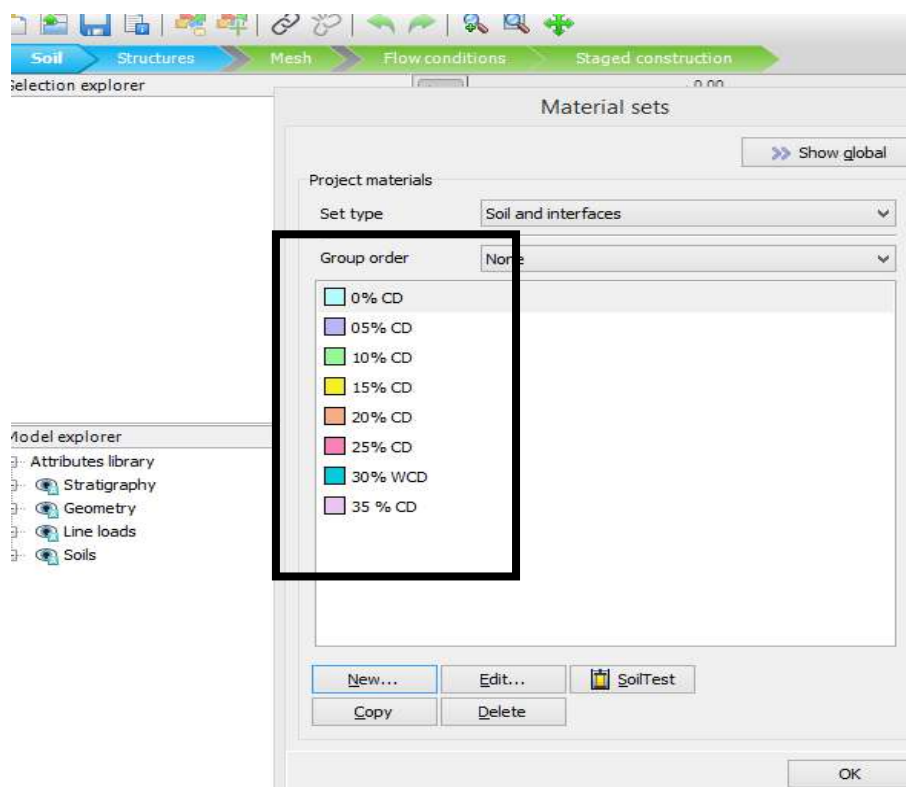 Soil Structures Mesh Flow conditions Staged construction
Selection explorer
0.00
Material sets
Show global
Project materials
Set type Soil and interfaces
Group order None
0% CD
05% CD
10% CD
15% CD
20% CD
25% CD
30% WCD
35 % CD
Model explorer
Attributes library
Stratigraphy
Geometry
Line loads
Soils
New... Edit... SoilTest
Copy Delete
OK